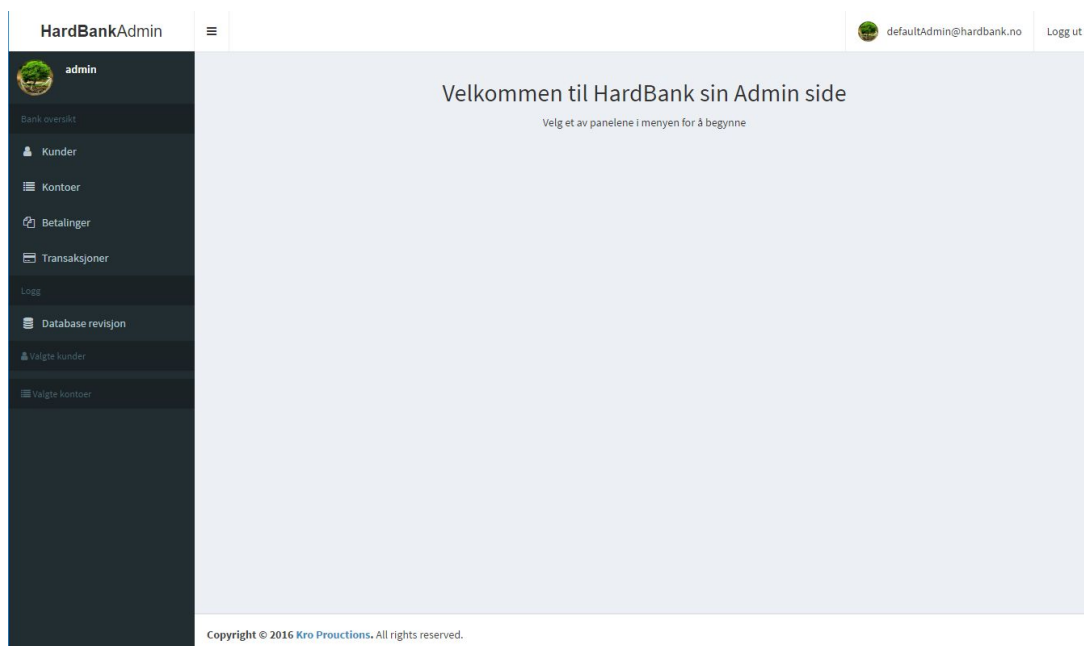 HardBankAdmin
defaultAdmin@hardbank.no Logg ut
admin
Bank oversikt
Kunder
Kontoer
Betalinger
Transaksjoner
Logg
Database revisjon
Valgte kunder
Valgte kontoer
Velkommen til HardBank sin Admin side
Velg et av panelene i menyen for å begynne
Copyright © 2016 Kro Prouctions. All rights reserved.